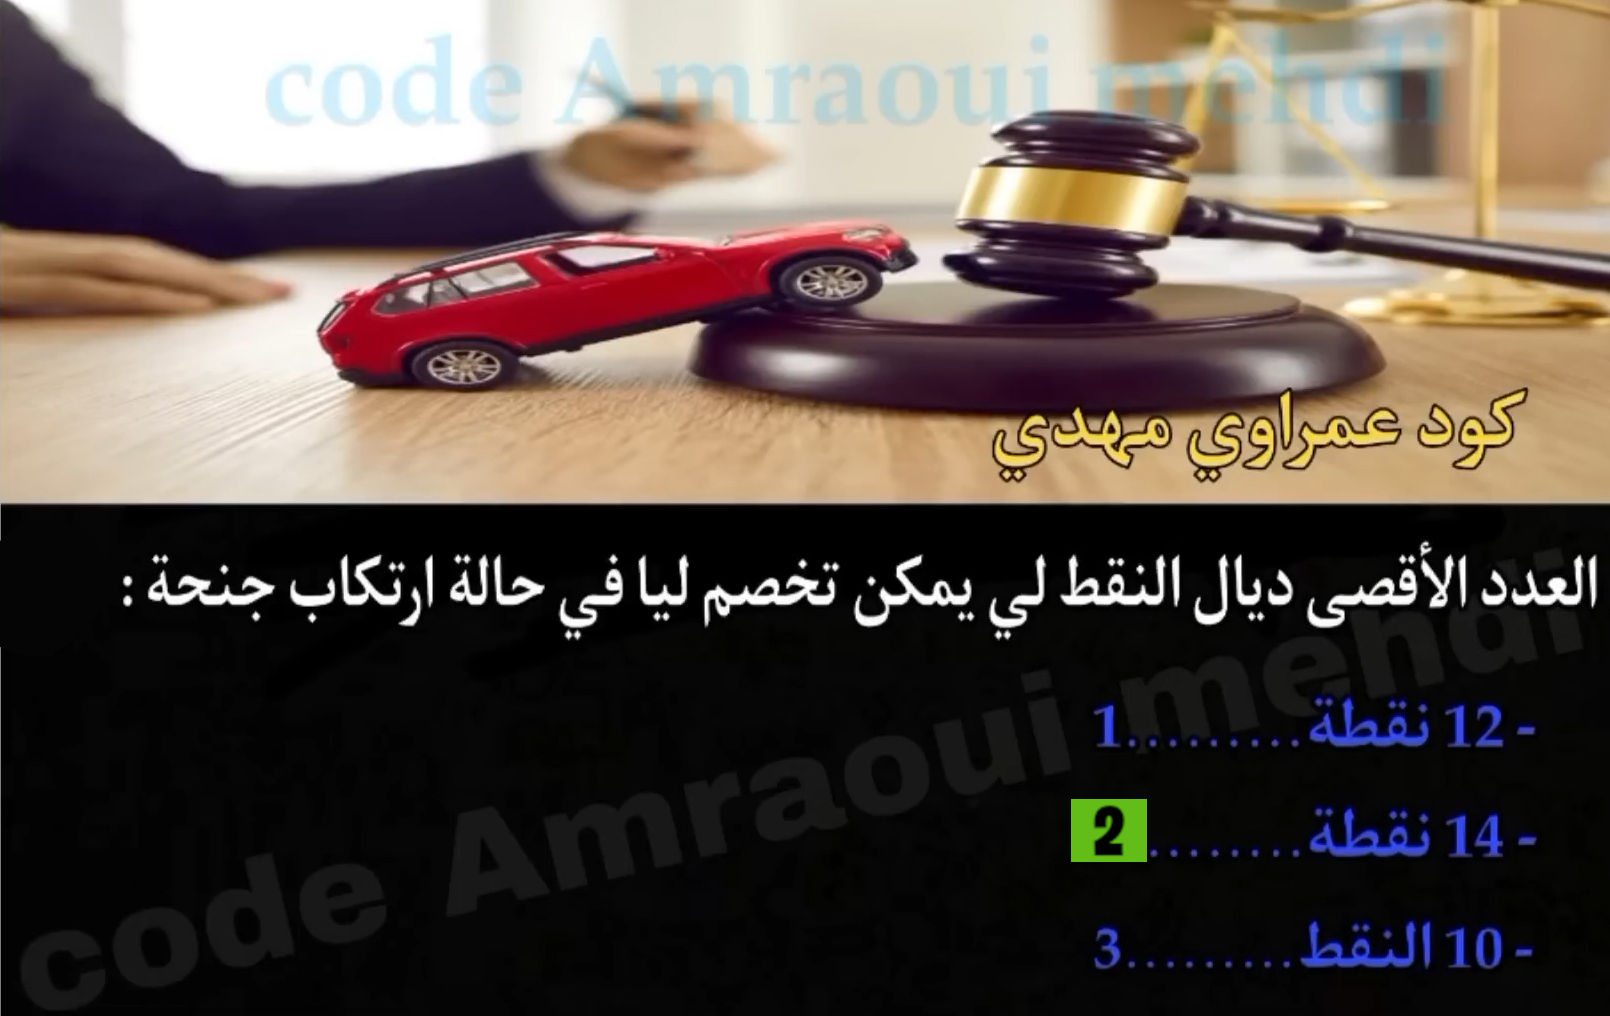 code Amraoui mehdi
كود عمراوي مهدي
العدد الأقصى ديال النقط لي يمكن تخصم ليا في حالة ارتكاب جنحة :
- 12 نقطة.........1
- 14 نقطة........2
- 10 النقط.........3
code Amraoui mehdi